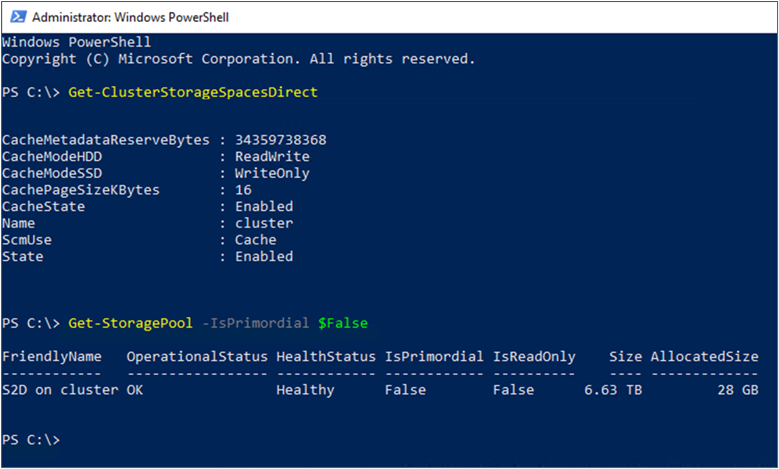 Administrator: Windows PowerShell
Windows PowerShell
Copyright (C) Microsoft Corporation. All rights reserved.
PS C:\> Get-ClusterStorageSpacesDirect
CacheMetadataReserveBytes : 34359738368
CacheModeHDD              : ReadWrite
CacheModeSSD              : WriteOnly
CachePageSizeKBytes       : 16
CacheState                : Enabled
Name                      : cluster
ScmUse                    : Cache
State                     : Enabled
PS C:\> Get-StoragePool -IsPrimordial $False
FriendlyName   OperationalStatus HealthStatus IsPrimordial IsReadOnly    Size AllocatedSize
------------   ----------------- ------------ ------------ ----------    ---- -------------
S2D on cluster OK                Healthy      False        False      6.63 TB         28 GB
PS C:\>